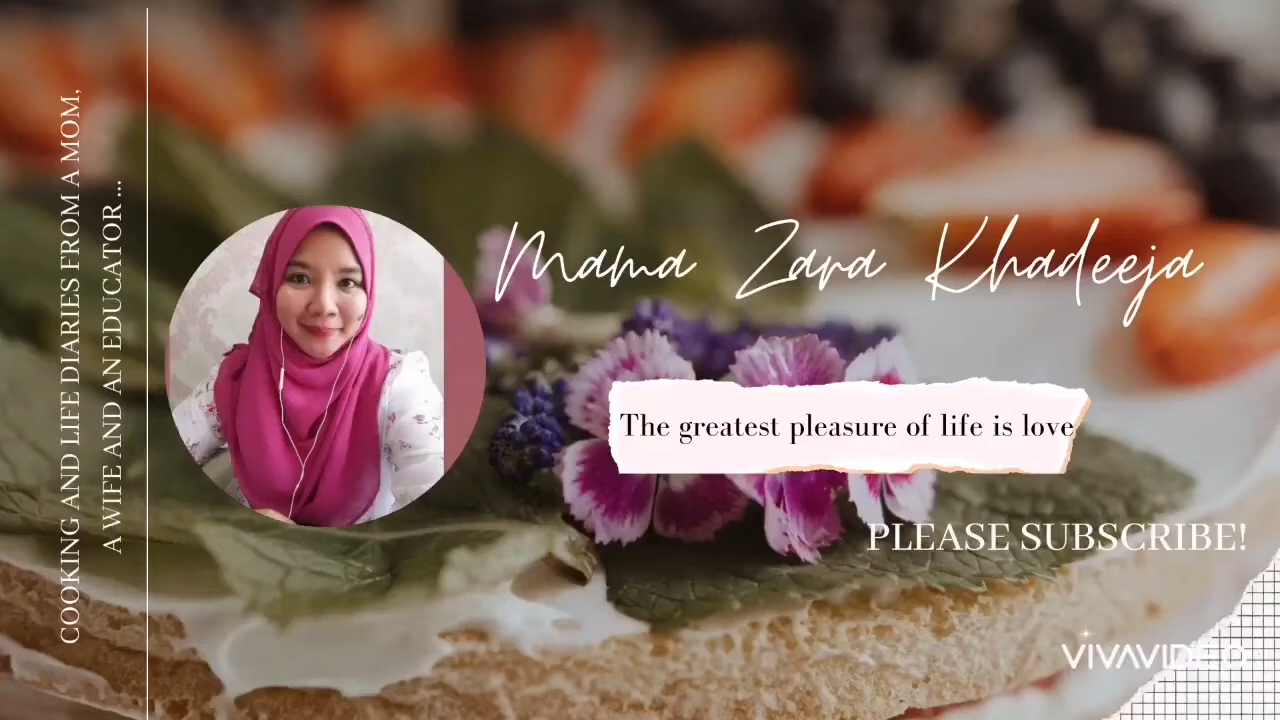 COOKING AND LIFE DIARIES FROM A MOM,
A WIFE AND AN EDUCATOR ...
Mama Zara Khadeeja
The greatest pleasure of life is love
PLEASE SUBSCRIBE!
VIVAVIDEO